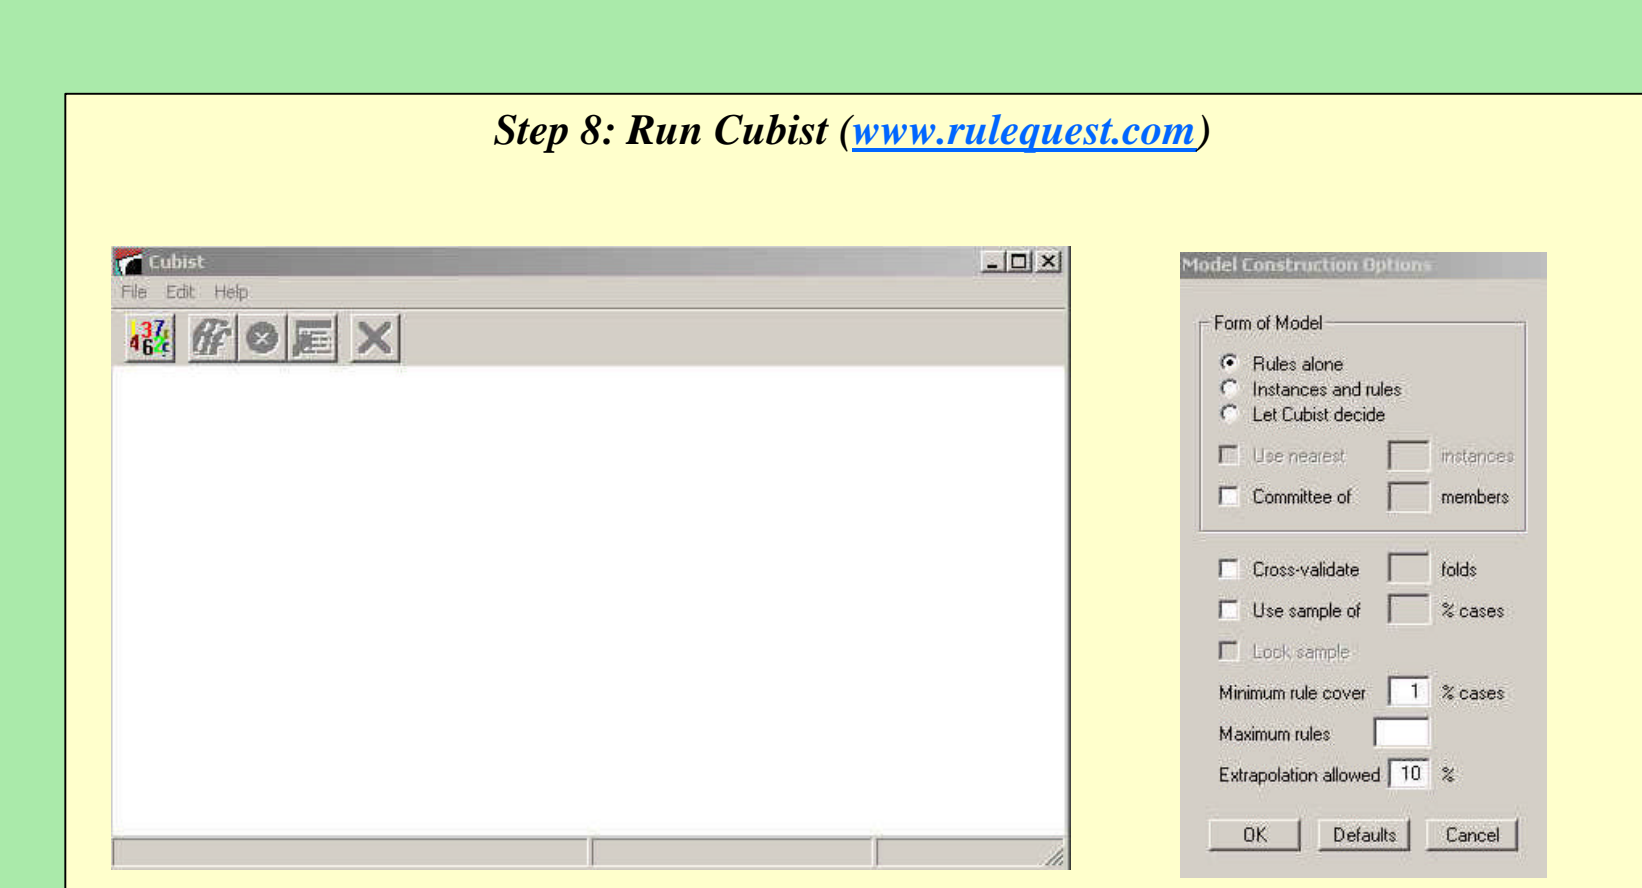 Step 8: Run Cubist (www.rulequest.com)
Cubist
File Edit Help
Model Construction Options
Form of Model
Rules alone
Instances and rules
Let Cubist decide
Use nearest instances
Committee of members
Cross-validate folds
Use sample of % cases
Lock sample
Minimum rule cover 1 % cases
Maximum rules
Extrapolation allowed 10 %
OK Defaults Cancel